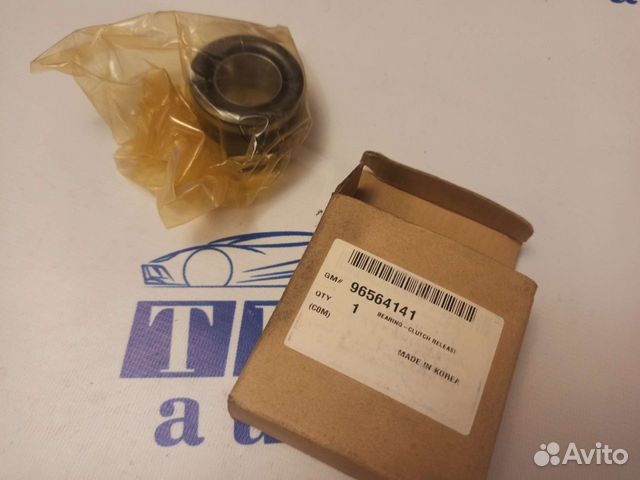 GM# 96564141
QTY 1 BEARING-CLUTCH RELEASE
(COM)
MADE IN KOREA
Avito